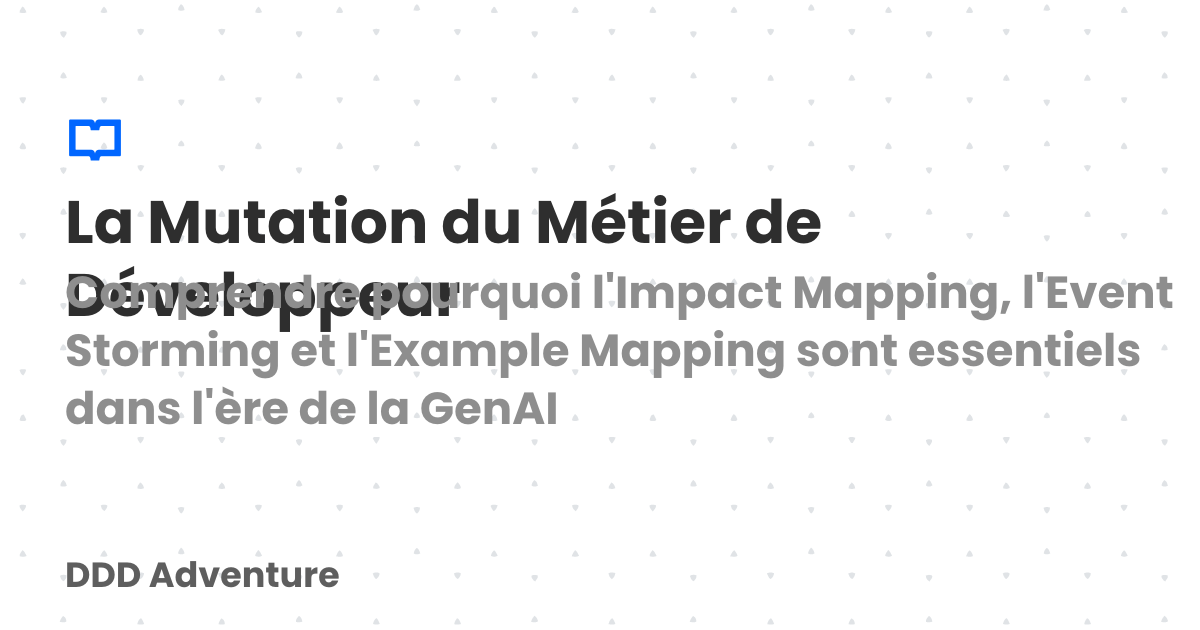 La Mutation du Métier de
Développeur
Comprendre pourquoi l'Impact Mapping, l'Event
Storming et l'Example Mapping sont essentiels
dans l'ère de la GenAI
DDD Adventure